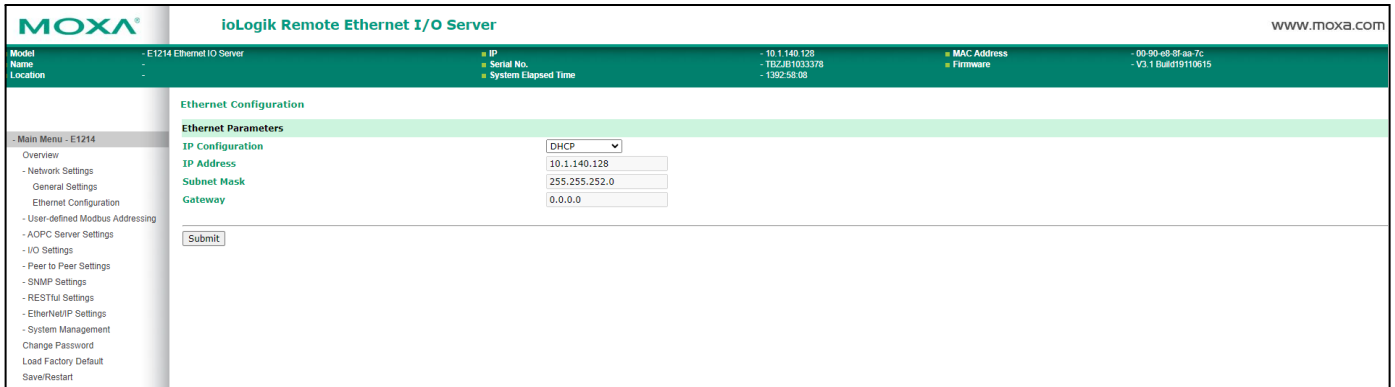 MOXA® ioLogik Remote Ethernet I/O Server www.moxa.com
Model - E1214 Ethernet IO Server IP - 10.1.140.128 MAC Address - 00-90-e8-8f-aa-7c
Name - Serial No. - TBZJB1033378 Firmware - V3.1 Build19110615
Location - System Elapsed Time - 1392:58:08
Ethernet Configuration
- Main Menu - E1214
Overview
- Network Settings
General Settings
Ethernet Configuration
- User-defined Modbus Addressing
- AOPC Server Settings
- I/O Settings
- Peer to Peer Settings
- SNMP Settings
- RESTful Settings
- EtherNet/IP Settings
- System Management
Change Password
Load Factory Default
Save/Restart
Ethernet Parameters
IP Configuration DHCP
IP Address 10.1.140.128
Subnet Mask 255.255.252.0
Gateway 0.0.0.0
Submit